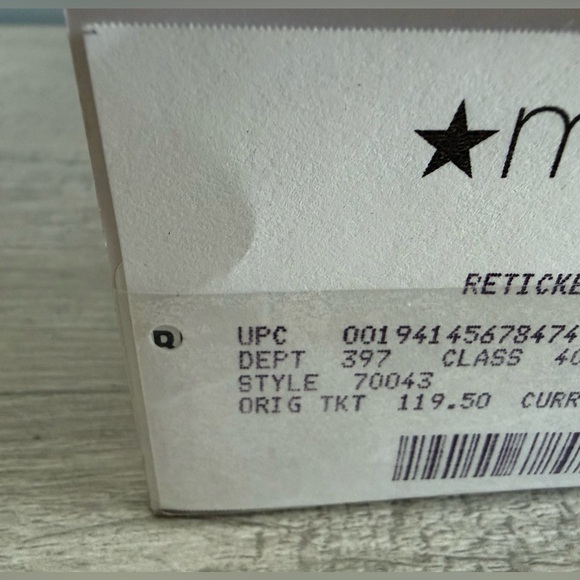 ★m
RETICKE
UPC 00194145678474
DEPT 397 CLASS 40
STYLE 70043
ORIG TKT 119.50 CURR